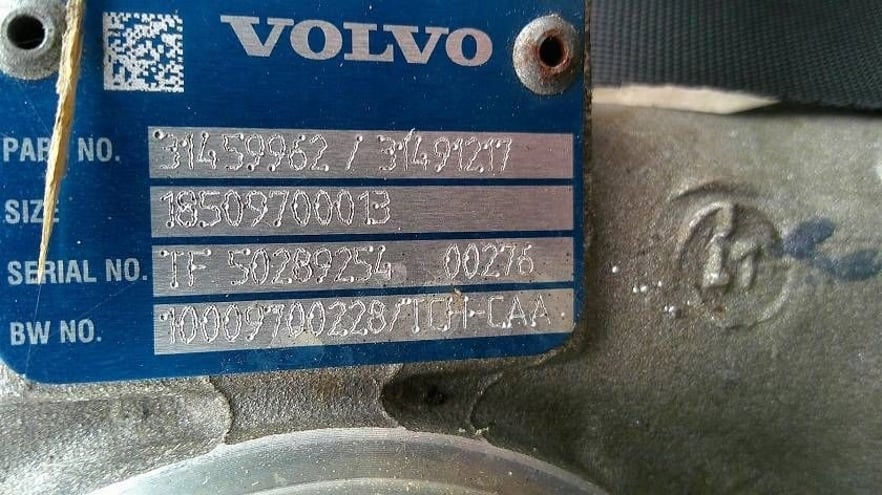 VOLVO
PART NO. 31459962 / 31491217
SIZE 18509700013
SERIAL NO. TF 50289254 00276
BW NO. 10009700228/TCH-CAA